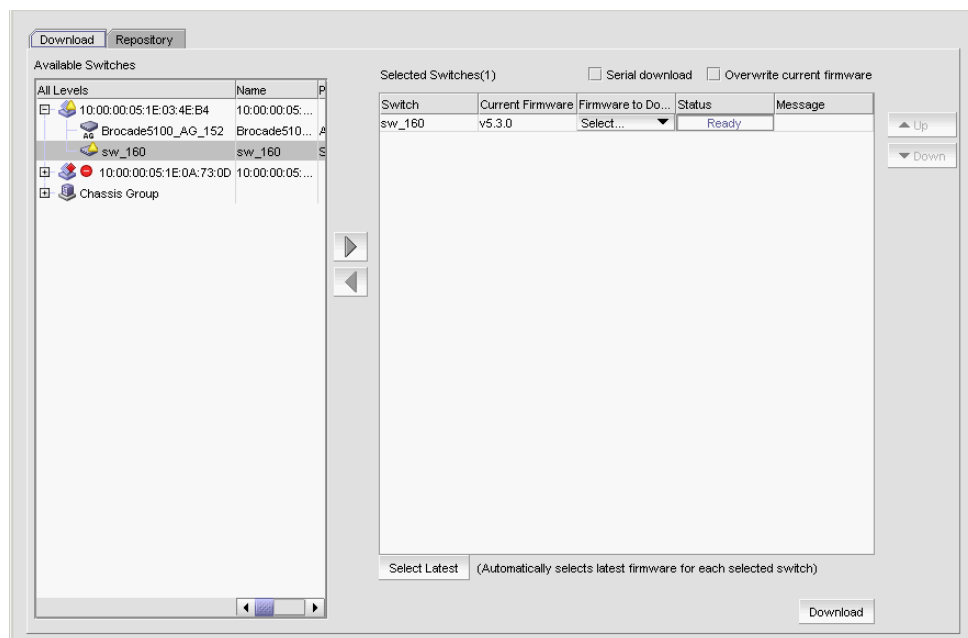 Download Repository
Available Switches
Selected Switches(1) Serial download Overwrite current firmware
All Levels Name P
10:00:00:05:1E:03:4E:B4 10:00:00:05:...
AG Brocade5100_AG_152 Brocade510... A
sw_160 sw_160 S
10:00:00:05:1E:0A:73:0D 10:00:00:05:...
Chassis Group
Switch Current Firmware Firmware to Do... Status Message
sw_160 v5.3.0 Select... Ready
Up
Down
Select Latest (Automatically selects latest firmware for each selected switch)
Download